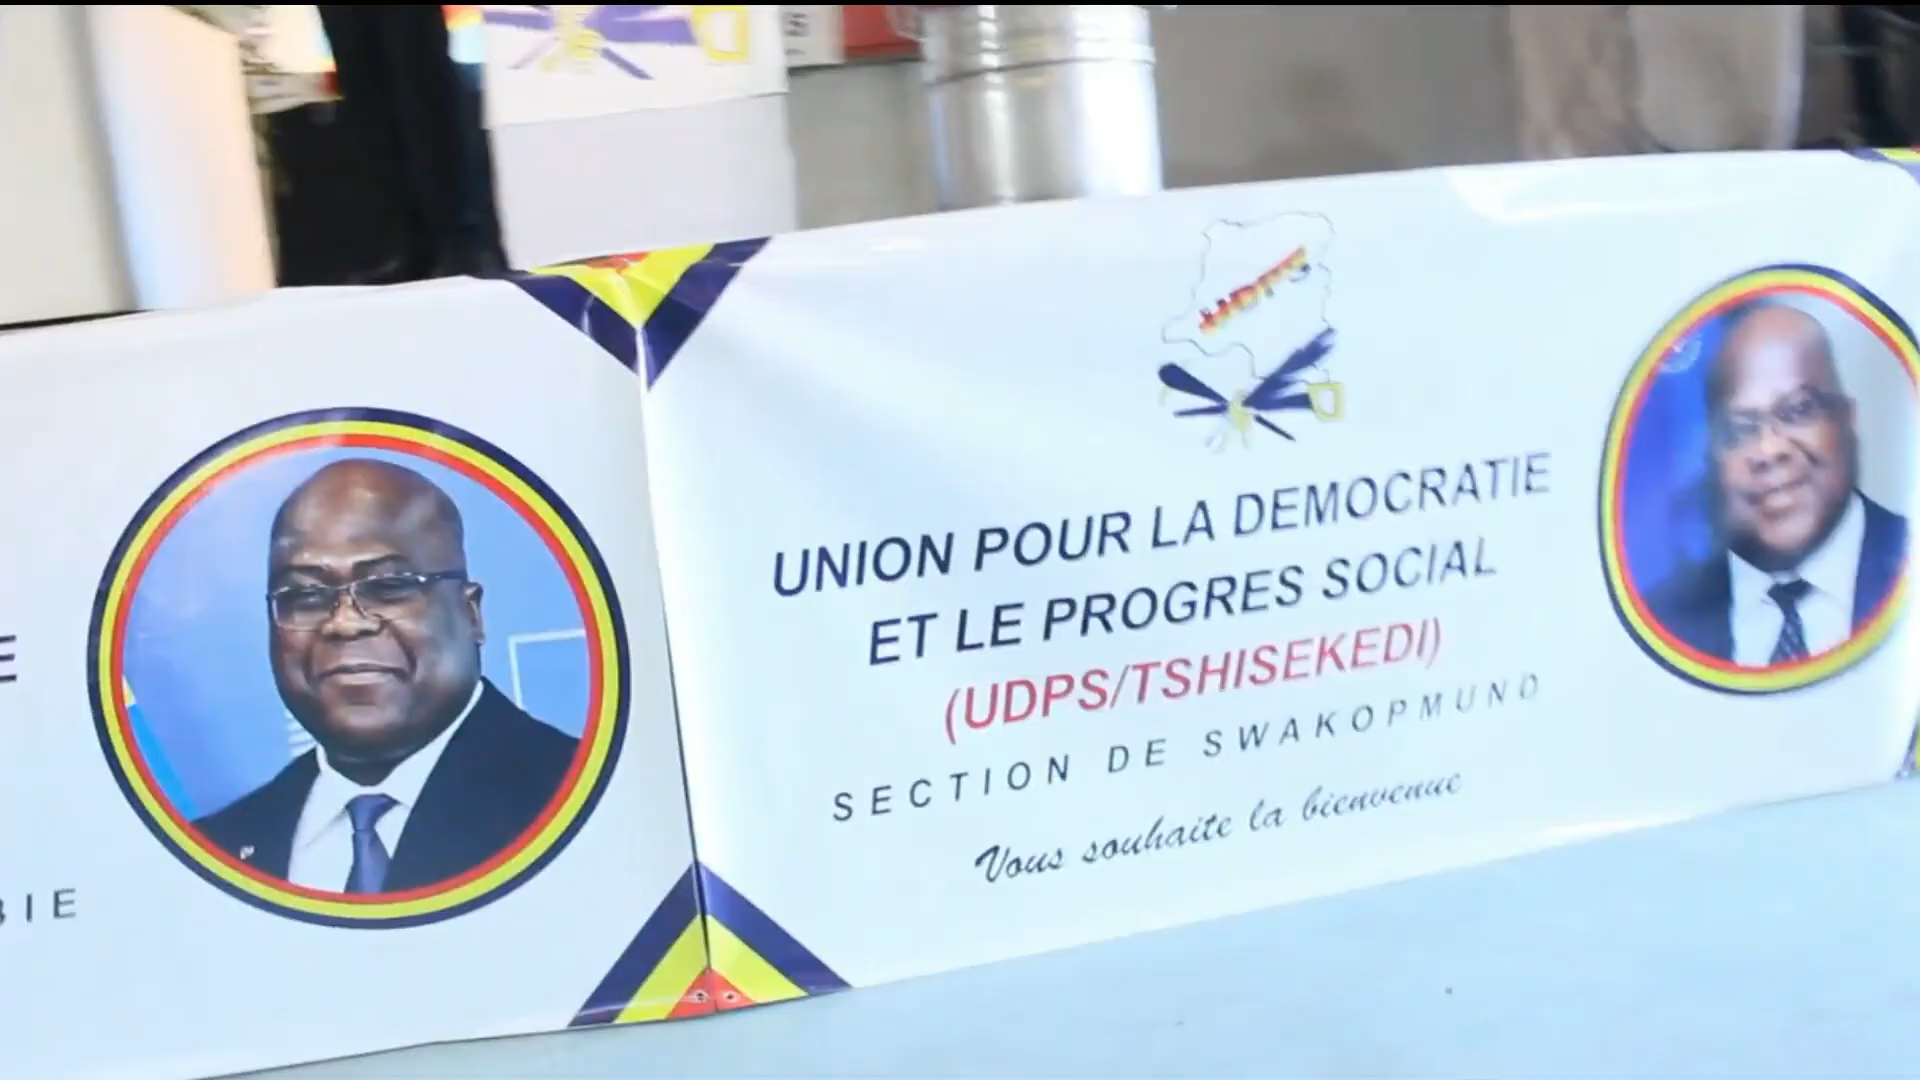 UDPS
UNION POUR LA DEMOCRATIE
ET LE PROGRES SOCIAL
(UDPS/TSHISEKEDI)
SECTION DE SWAKOPMUND
Vous souhaite la bienvenue
E
BIE